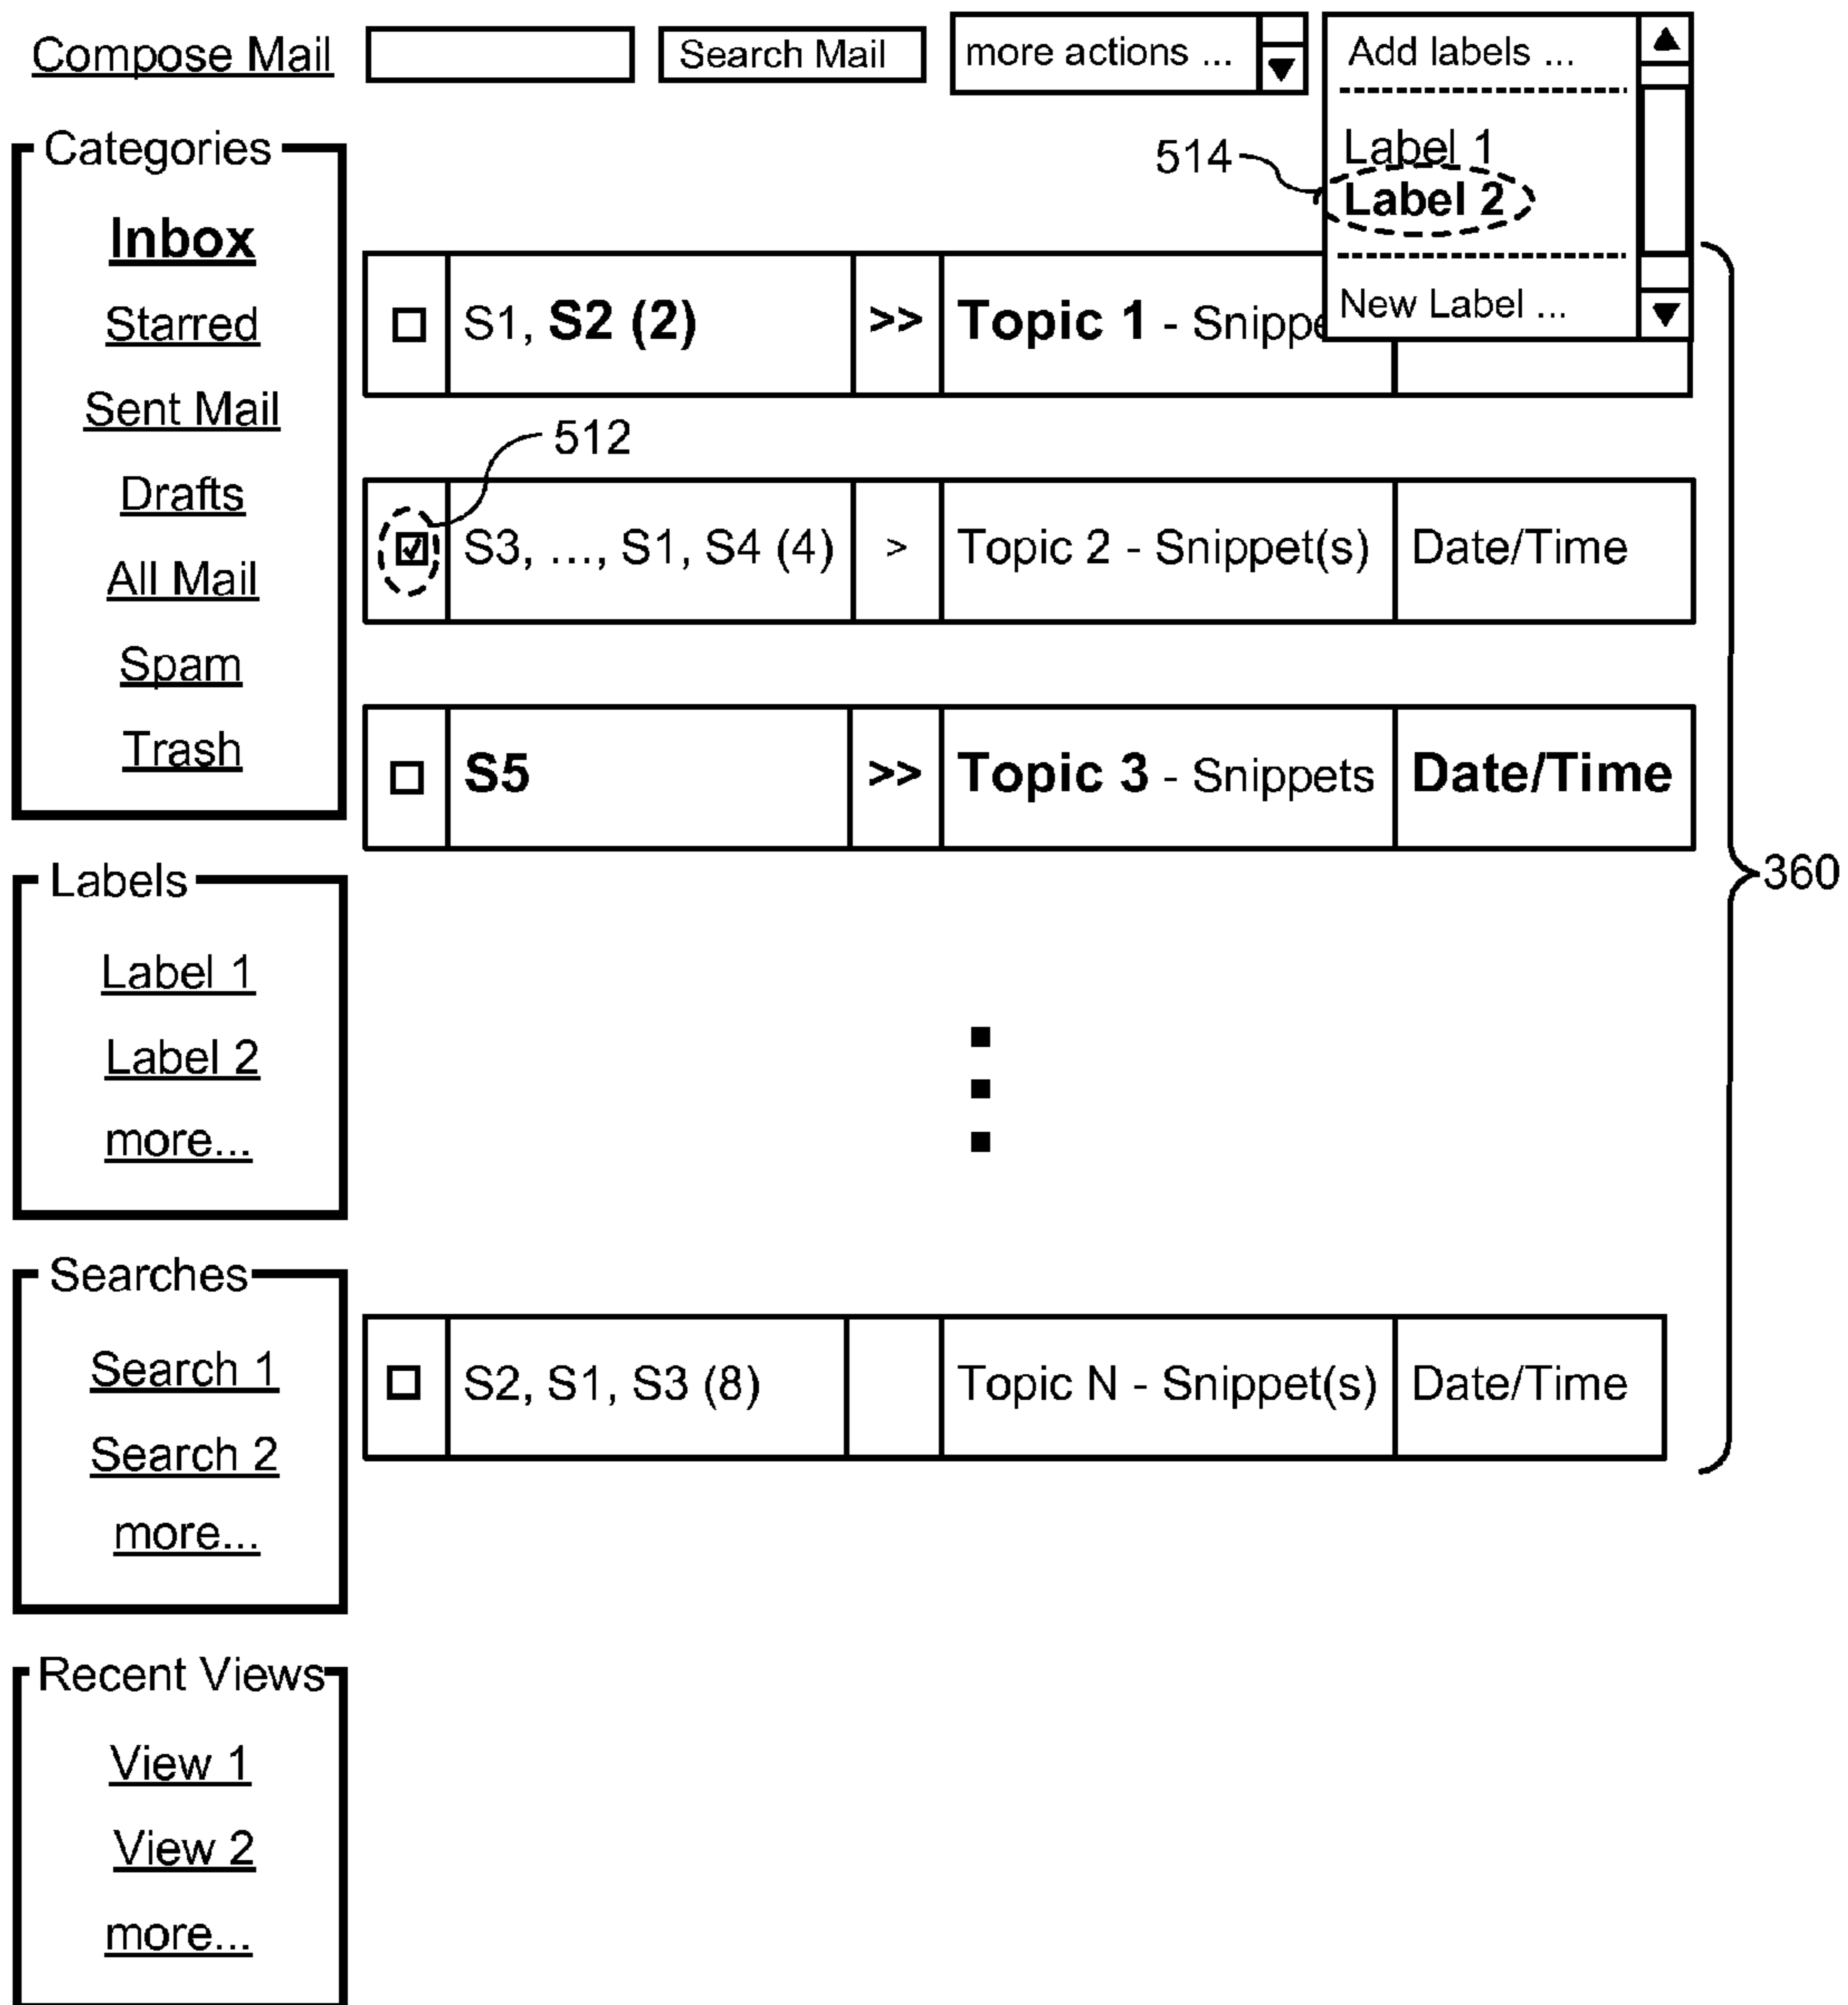 Compose Mail Search Mail more actions ... Add labels ...
Label 1
514
Label 2
New Label ...
Categories
Inbox
Starred
Sent Mail
Drafts
All Mail
Spam
Trash
S1, S2 (2) >> Topic 1 - Snippe
512
S3, ..., S1, S4 (4) > Topic 2 - Snippet(s) Date/Time
S5 >> Topic 3 - Snippets Date/Time
360
Labels
Label 1
Label 2
more...
Searches
Search 1
Search 2
more...
S2, S1, S3 (8) Topic N - Snippet(s) Date/Time
Recent Views
View 1
View 2
more...